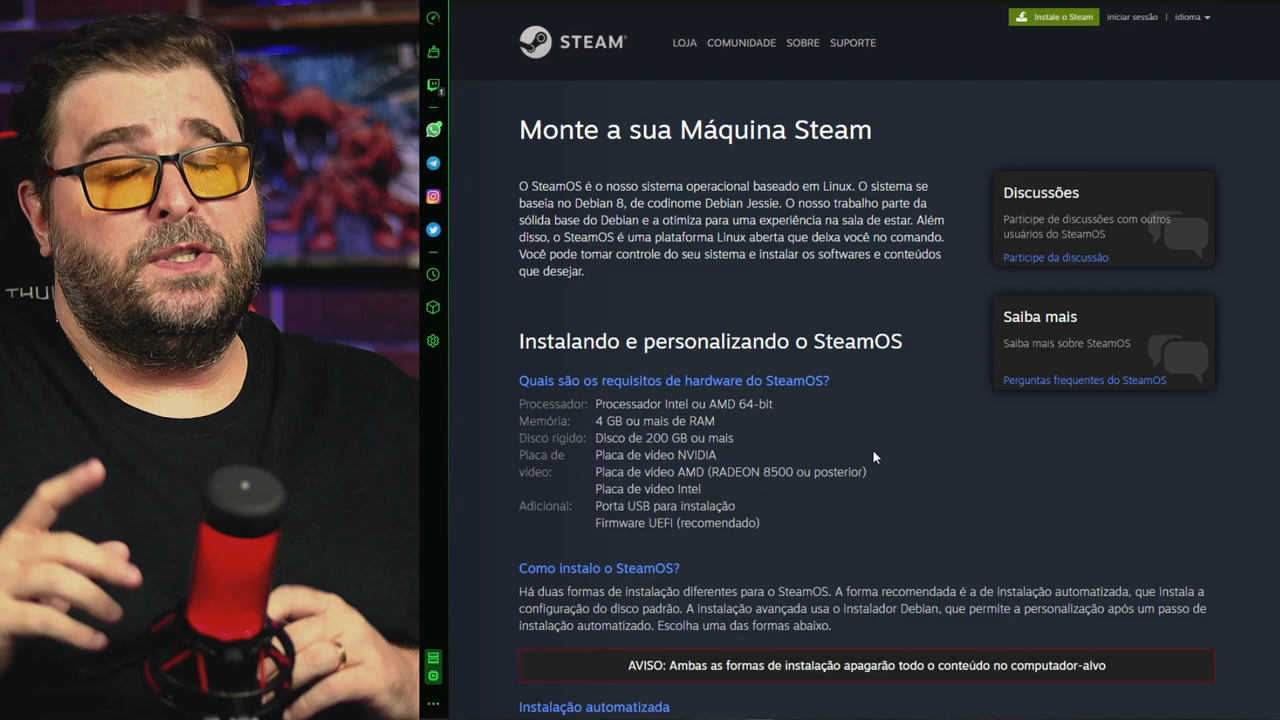 Instale o Steam
iniciar sessão | idioma
STEAM®
LOJA COMUNIDADE SOBRE SUPORTE
Monte a sua Máquina Steam
O SteamOS é o nosso sistema operacional baseado em Linux. O sistema se
baseia no Debian 8, de codinome Debian Jessie. O nosso trabalho parte da
sólida base do Debian e a otimiza para uma experiência na sala de estar. Além
disso, o SteamOS é uma plataforma Linux aberta que deixa você no comando.
Você pode tomar controle do seu sistema e instalar os softwares e conteúdos
que desejar.
Discussões
Participe de discussões com outros
usuários do SteamOS
Participe da discussão
Saiba mais
Saiba mais sobre SteamOS
Perguntas frequentes do SteamOS
Instalando e personalizando o SteamOS
Quais são os requisitos de hardware do SteamOS?
Processador: Processador Intel ou AMD 64-bit
Memória: 4 GB ou mais de RAM
Disco rígido: Disco de 200 GB ou mais
Placa de Placa de vídeo NVIDIA
vídeo: Placa de vídeo AMD (RADEON 8500 ou posterior)
Placa de vídeo Intel
Adicional: Porta USB para instalação
Firmware UEFI (recomendado)
Como instalo o SteamOS?
Há duas formas de instalação diferentes para o SteamOS. A forma recomendada é a de instalação automatizada, que instala a
configuração do disco padrão. A instalação avançada usa o instalador Debian, que permite a personalização após um passo de
instalação automatizado. Escolha uma das formas abaixo.
AVISO: Ambas as formas de instalação apagarão todo o conteúdo no computador-alvo
Instalação automatizada
THU
1